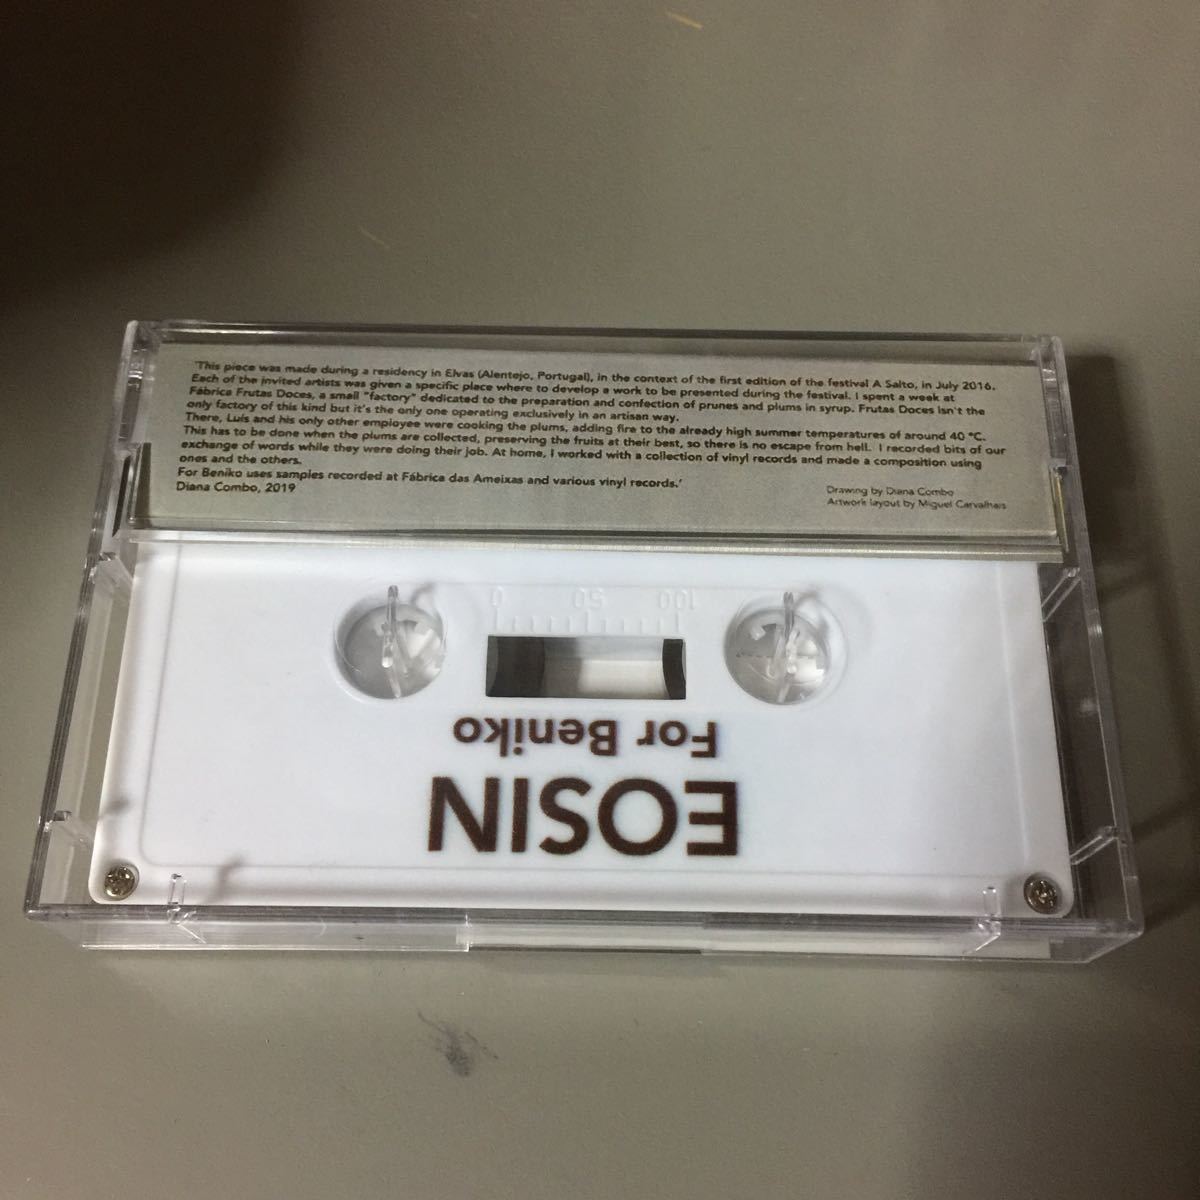 'This piece was made during a residency in Elvas (Alentejo, Portugal), in the context of the first edition of the festival A Salto, in July 2016.
Each of the invited artists was given a specific place where to develop a work to be presented during the festival. I spent a week at
Fábrica Frutas Doces, a small "factory" dedicated to the preparation and confection of prunes and plums in syrup. Frutas Doces isn't the
only factory of this kind but it's the only one operating exclusively in an artisan way.
There, Luís and his only other employee were cooking the plums, adding fire to the already high summer temperatures of around 40 °C.
This has to be done when the plums are collected, preserving the fruits at their best, so there is no escape from hell. I recorded bits of our
exchange of words while they were doing their job. At home, I worked with a collection of vinyl records and made a composition using
ones and the others.
For Beniko uses samples recorded at Fábrica das Ameixas and various vinyl records.'
Diana Combo, 2019
Drawing by Diana Combo
Artwork layout by Miguel Carvalhais
100 50 0
EOSIN
For Beniko